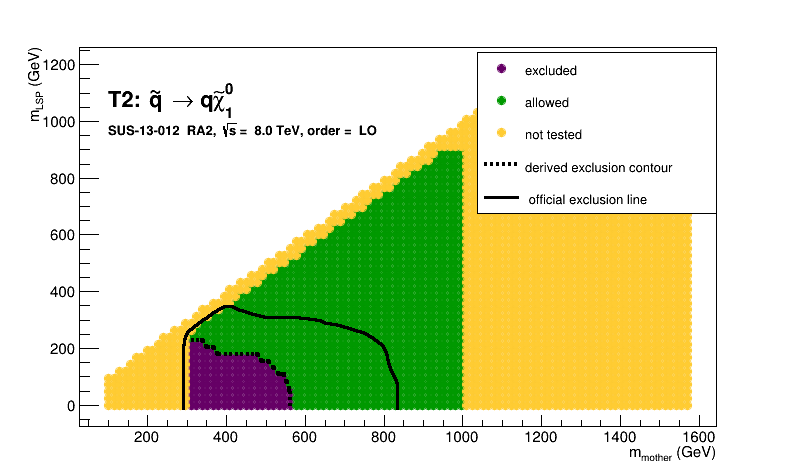 m_LSP (GeV)
1200
1000
800
600
400
200
0
T2: q̃ → qχ̃⁰₁
SUS-13-012 RA2, √s = 8.0 TeV, order = LO
excluded
allowed
not tested
derived exclusion contour
official exclusion line
200 400 600 800 1000 1200 1400 1600
m_mother (GeV)